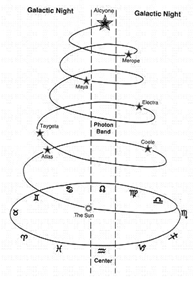 Galactic Night
Alcyone
Galactic Night
Merope
Maya
Electra
Photon
Band
Taygeta
Coele
Atlas
♋ ♌ ♍
♊ ♎
The Sun
♉ ♏
♈ ♐
♓ ♒ ♑
Center